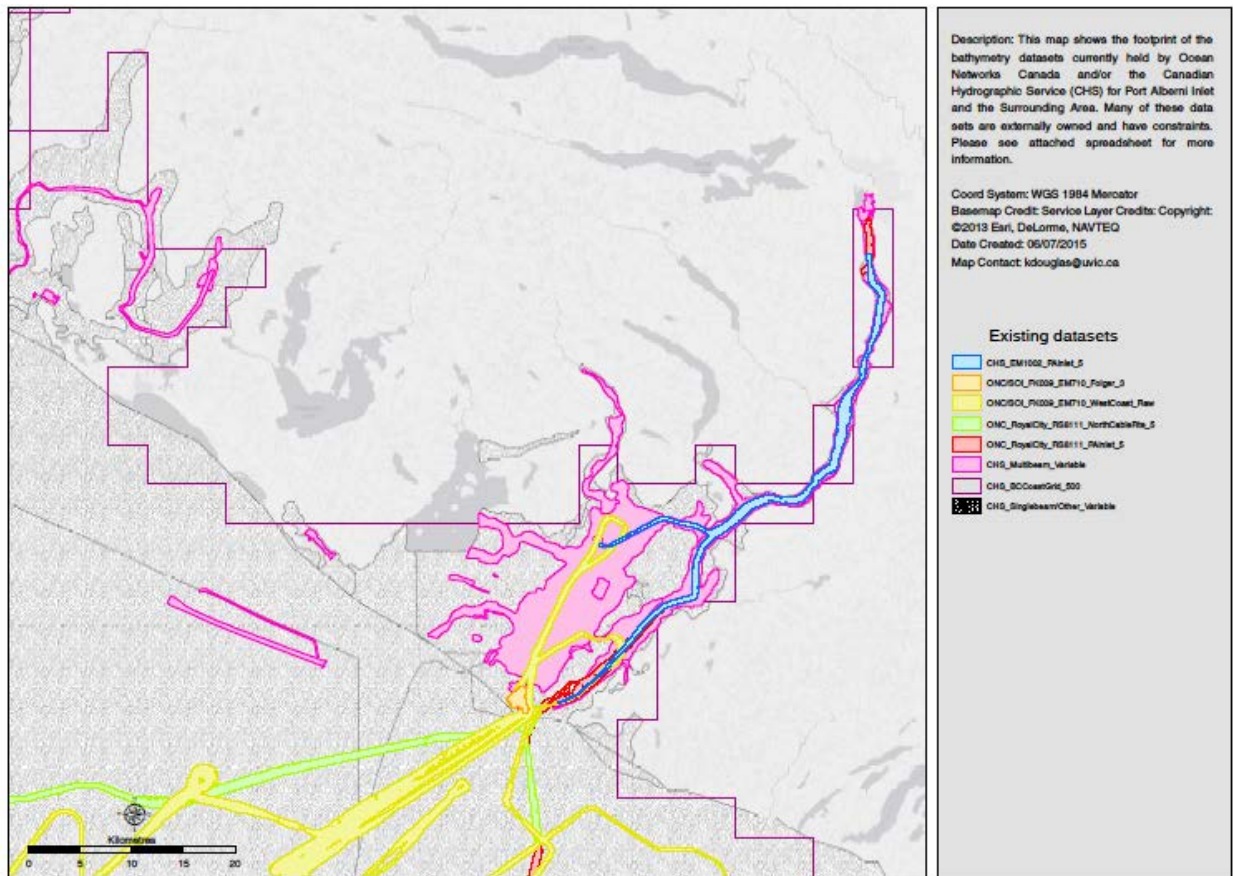 Description: This map shows the footprint of the
bathymetry datasets currently held by Ocean
Networks Canada and/or the Canadian
Hydrographic Service (CHS) for Port Alberni Inlet
and the Surrounding Area. Many of these data
sets are externally owned and have constraints.
Please see attached spreadsheet for more
information.
Coord System: WGS 1984 Mercator
Basemap Credit: Service Layer Credits: Copyright:
©2013 Esri, DeLorme, NAVTEQ
Date Created: 06/07/2015
Map Contact: kdouglas@uvic.ca
Existing datasets
CHS_EM1002_PAInlet_5
ONC/SOI_FK009_EM710_Folger_3
ONC/SOI_FK009_EM710_WestCoast_Raw
ONC_RoyalCity_RS8111_NorthCableRte_5
ONC_RoyalCity_RS8111_PAInlet_5
CHS_Multibeam_Variable
CHS_BCCoastGrid_500
CHS_Singlebeam/Other_Variable
Kilometres
0 5 10 15 20